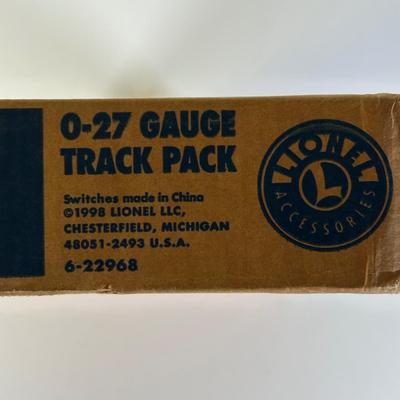 O-27 GAUGE
TRACK PACK
Switches made in China
©1998 LIONEL LLC,
CHESTERFIELD, MICHIGAN
48051-2493 U.S.A.
6-22968
LIONEL
L
ACCESSORIES